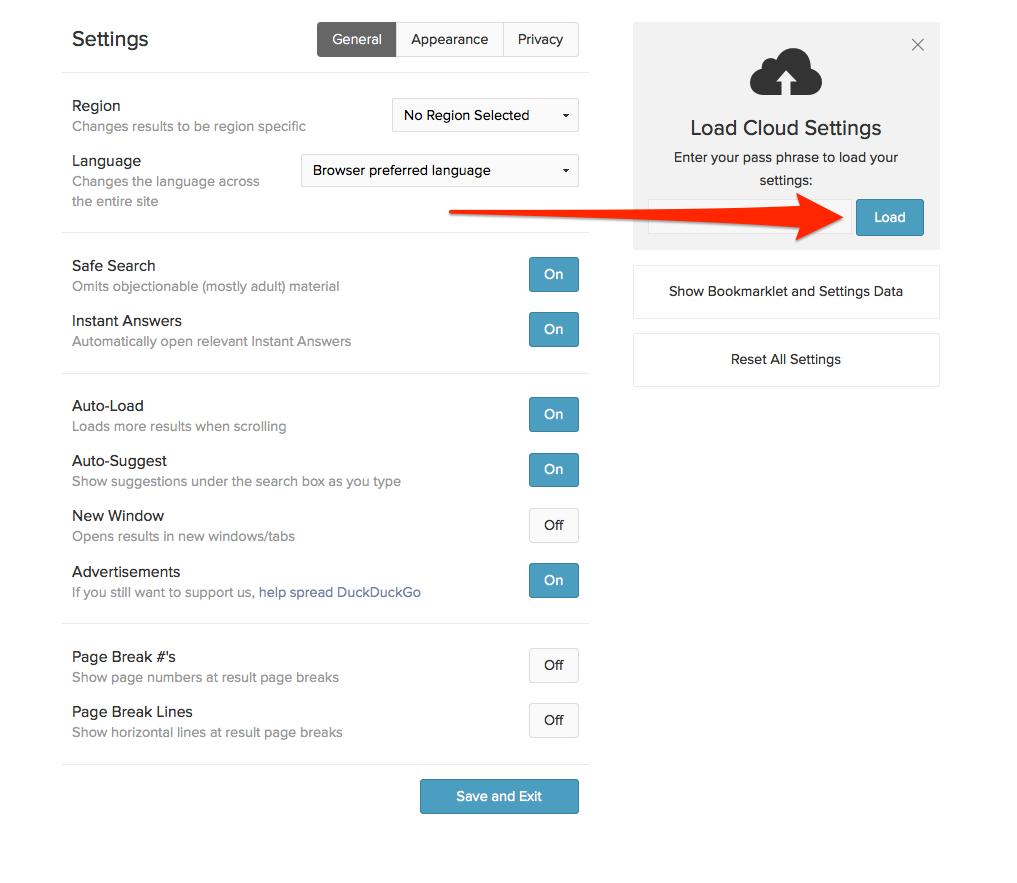 Settings
General
Appearance
Privacy
Region
Changes results to be region specific
No Region Selected
Language
Changes the language across
the entire site
Browser preferred language
Safe Search
Omits objectionable (mostly adult) material
On
Instant Answers
Automatically open relevant Instant Answers
On
Auto-Load
Loads more results when scrolling
On
Auto-Suggest
Show suggestions under the search box as you type
On
New Window
Opens results in new windows/tabs
Off
Advertisements
If you still want to support us, help spread DuckDuckGo
On
Page Break #'s
Show page numbers at result page breaks
Off
Page Break Lines
Show horizontal lines at result page breaks
Off
Save and Exit
Load Cloud Settings
Enter your pass phrase to load your
settings:
Load
Show Bookmarklet and Settings Data
Reset All Settings